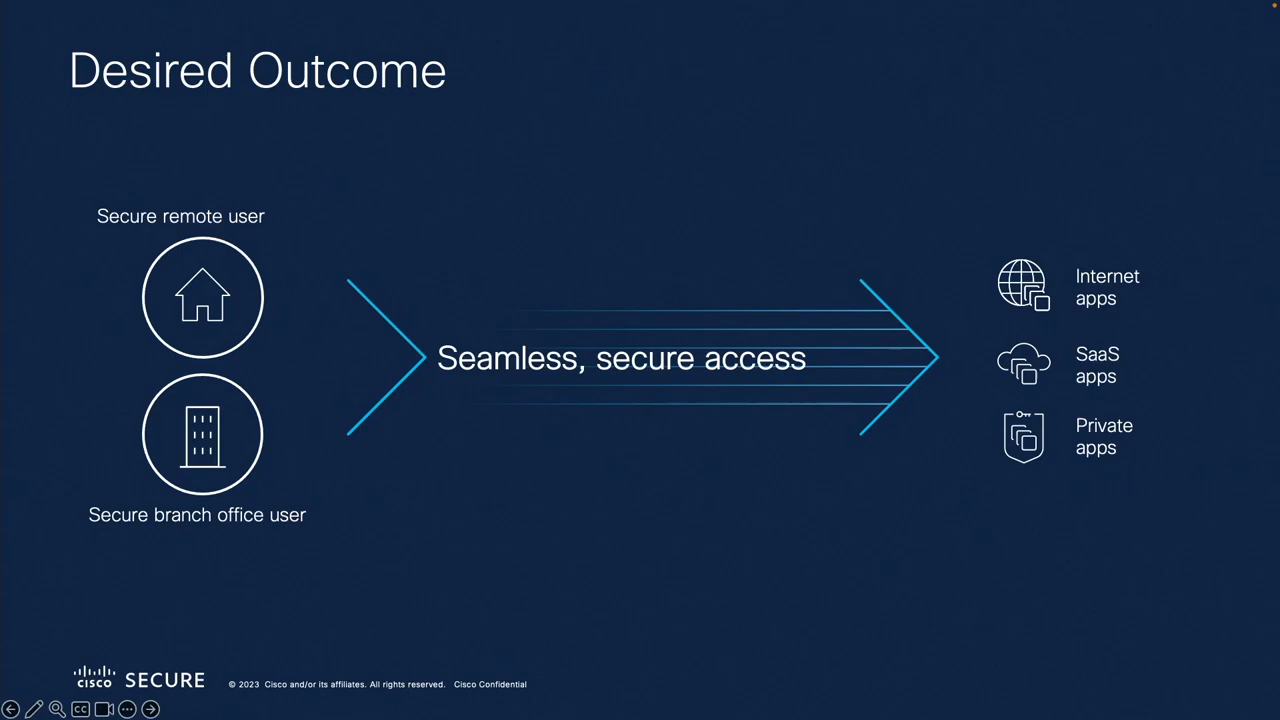 Desired Outcome
Secure remote user
Secure branch office user
Seamless, secure access
Internet
apps
SaaS
apps
Private
apps
CISCO SECURE © 2023 Cisco and/or its affiliates. All rights reserved. Cisco Confidential
CC